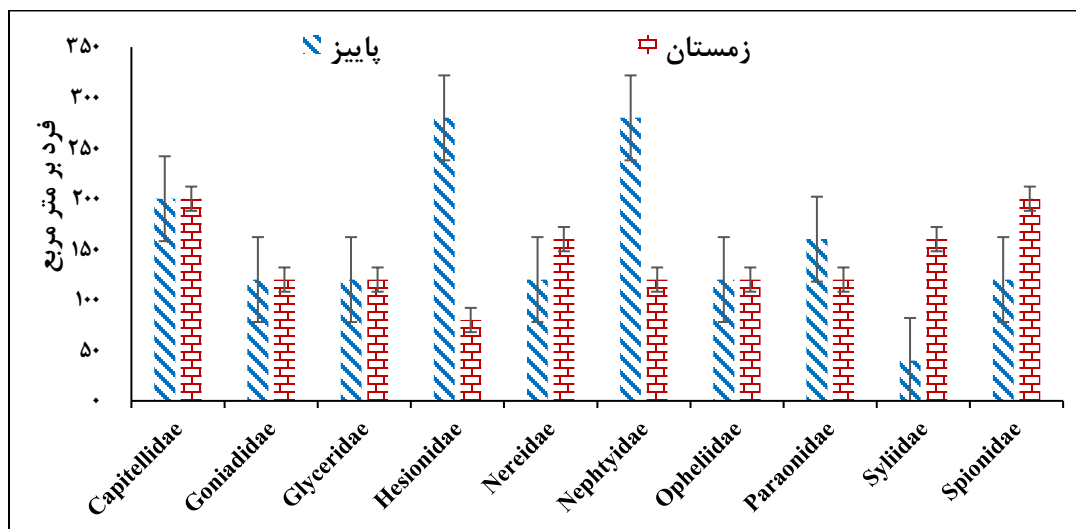 پاییز
زمستان
فرد بر متر مربع
۳۵۰
۳۰۰
۲۵۰
۲۰۰
۱۵۰
۱۰۰
۵۰
۰
Capitellidae
Goniadidae
Glyceridae
Hesionidae
Nereidae
Nephtyidae
Opheliidae
Paraonidae
Syliidae
Spionidae